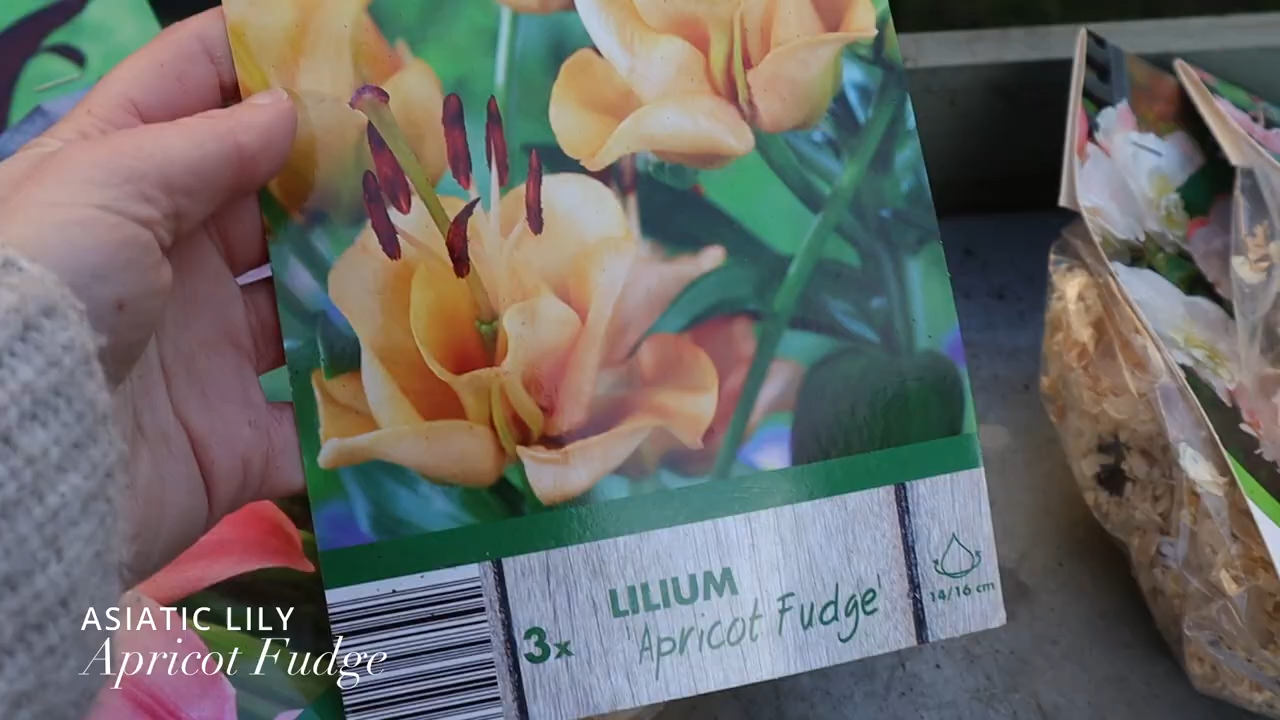 LILIUM
'Apricot Fudge'
3x
14/16 cm
ASIATIC LILY
Apricot Fudge